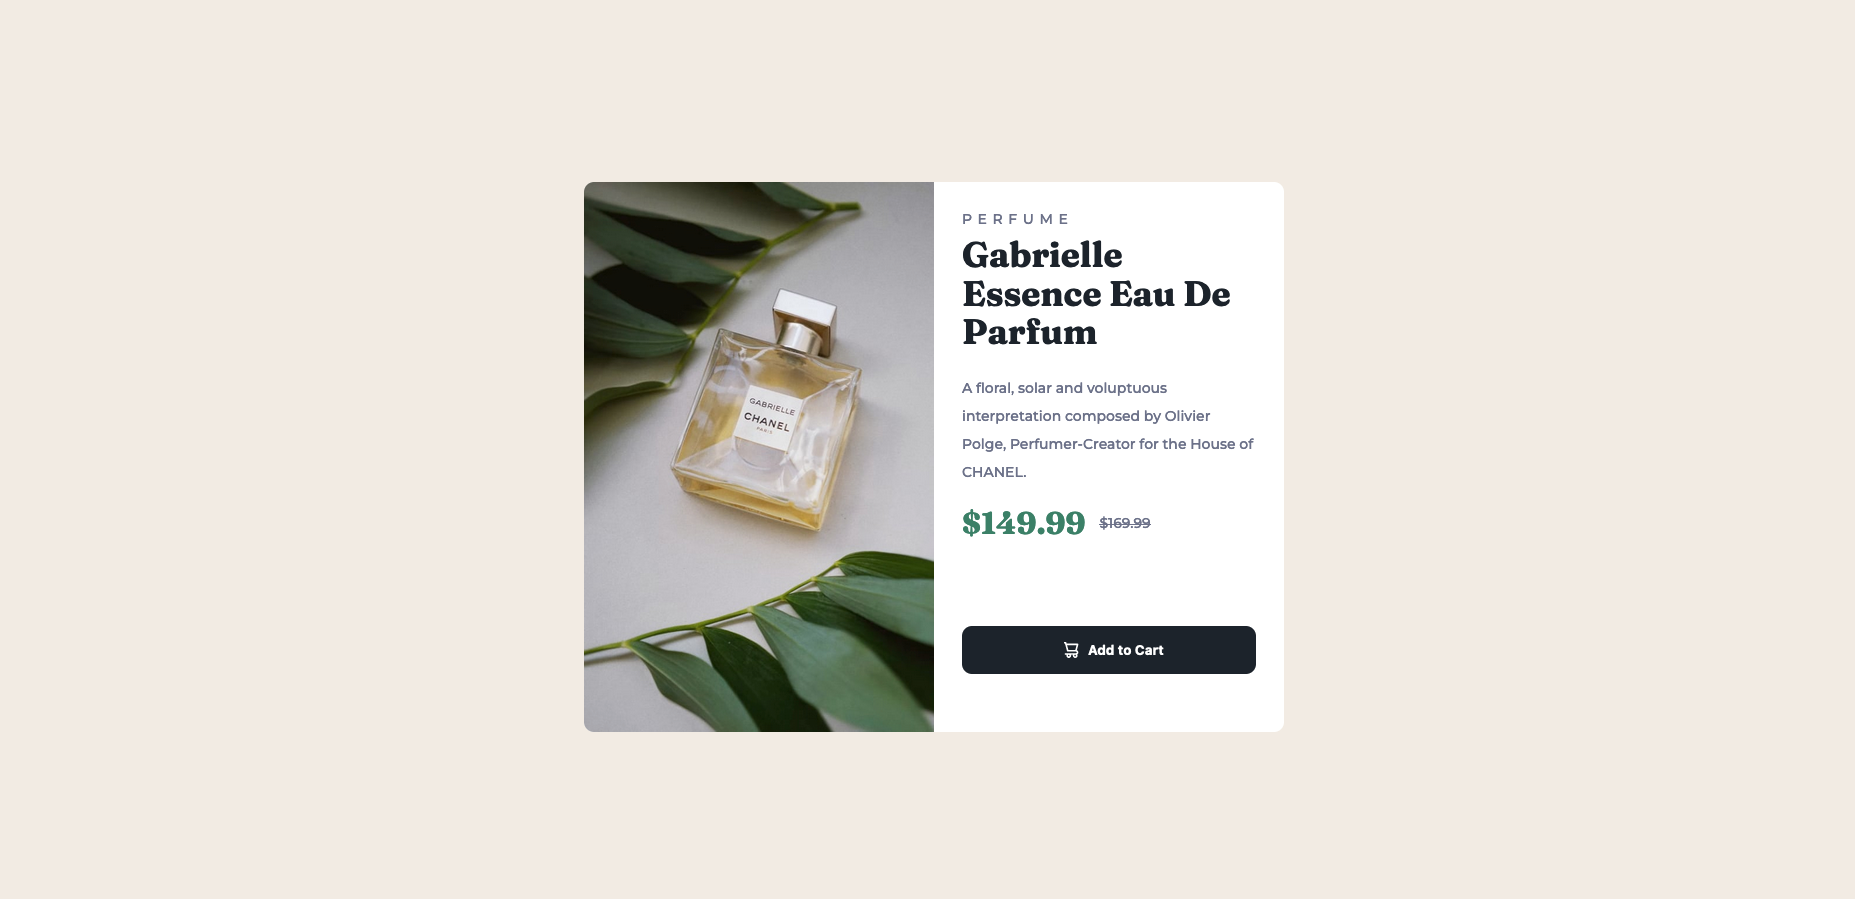 GABRIELLE
CHANEL
PARIS
PERFUME
Gabrielle
Essence Eau De
Parfum
A floral, solar and voluptuous
interpretation composed by Olivier
Polge, Perfumer-Creator for the House of
CHANEL.
$149.99 $169.99
Add to Cart